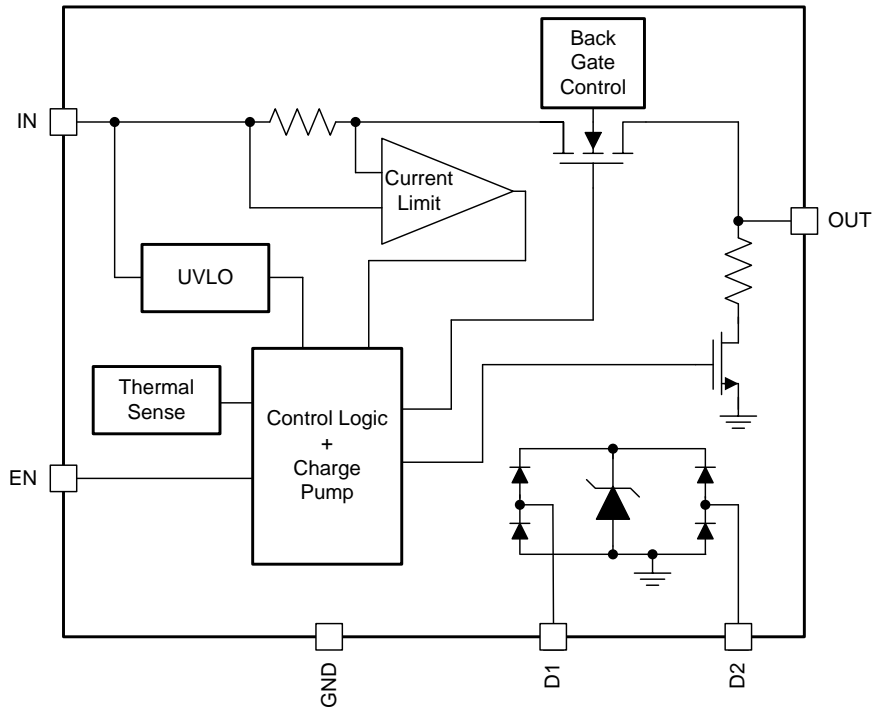 Back
Gate
Control
IN
Current
Limit
OUT
UVLO
Thermal
Sense
Control Logic
+
Charge
Pump
EN
GND
D1
D2